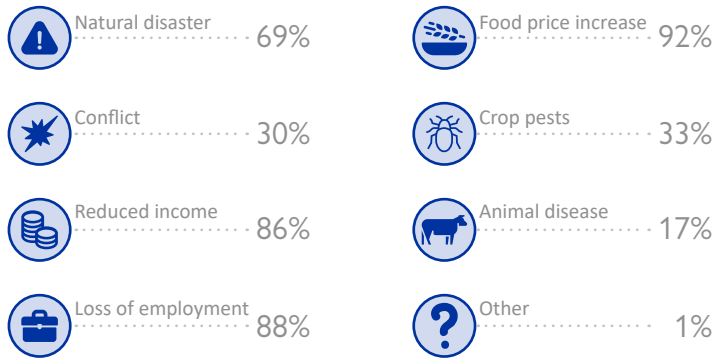 Natural disaster 69%
Conflict 30%
Reduced income 86%
Loss of employment 88%
Food price increase 92%
Crop pests 33%
Animal disease 17%
Other 1%